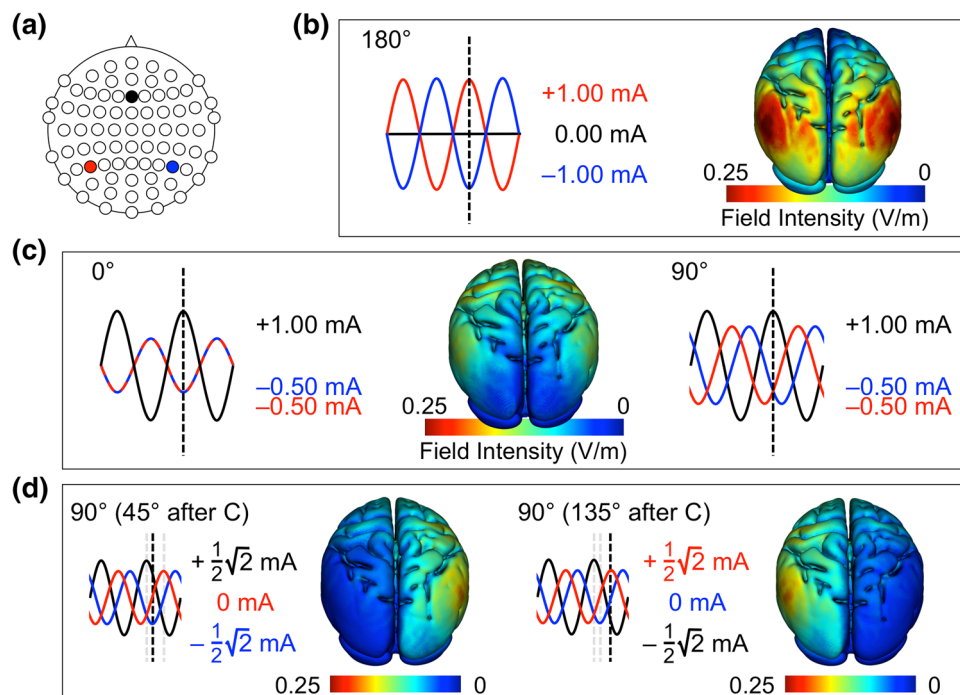 (a)
(b)
180°
+1.00 mA
0.00 mA
–1.00 mA
0.25 0
Field Intensity (V/m)
(c)
0°
+1.00 mA
–0.50 mA
–0.50 mA
0.25 0
Field Intensity (V/m)
90°
+1.00 mA
–0.50 mA
–0.50 mA
(d)
90° (45° after C)
+ 1/2 √2 mA
0 mA
– 1/2 √2 mA
0.25 0
90° (135° after C)
+ 1/2 √2 mA
0 mA
– 1/2 √2 mA
0.25 0